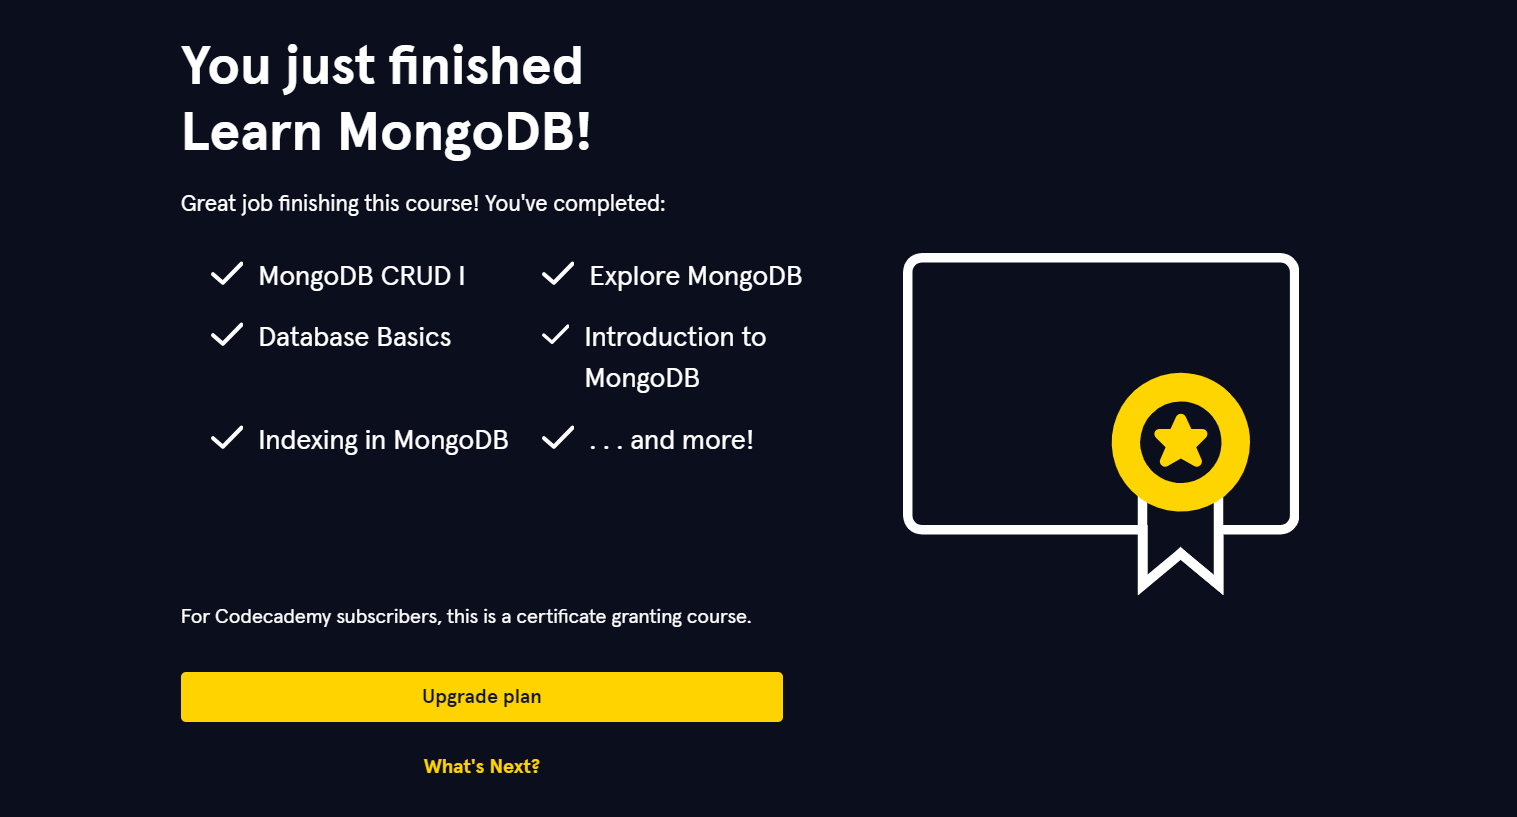 You just finished
Learn MongoDB!
Great job finishing this course! You've completed:
MongoDB CRUD I
Explore MongoDB
Database Basics
Introduction to
MongoDB
Indexing in MongoDB
. . . and more!
For Codecademy subscribers, this is a certificate granting course.
Upgrade plan
What's Next?